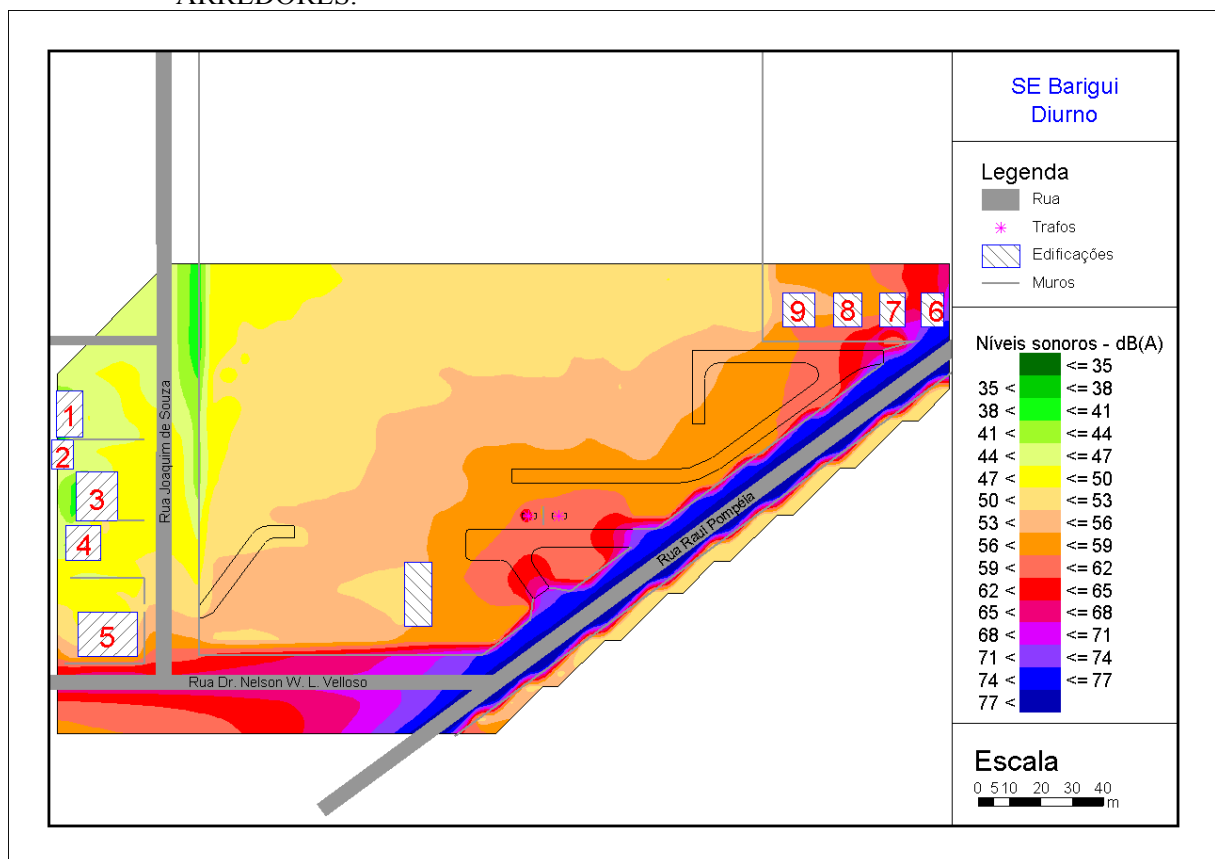 ARREDORES.
SE Barigui
Diurno
Legenda
Rua
Trafos
Edificações
Muros
Níveis sonoros - dB(A)
<= 35
35 < <= 38
38 < <= 41
41 < <= 44
44 < <= 47
47 < <= 50
50 < <= 53
53 < <= 56
56 < <= 59
59 < <= 62
62 < <= 65
65 < <= 68
68 < <= 71
71 < <= 74
74 < <= 77
77 <
Escala
0 5 10 20 30 40
m
9 8 7 6
1
2
3
4
5
Rua Joaquim de Souza
Rua Raul Pompéia
Rua Dr. Nelson W. L. Velloso